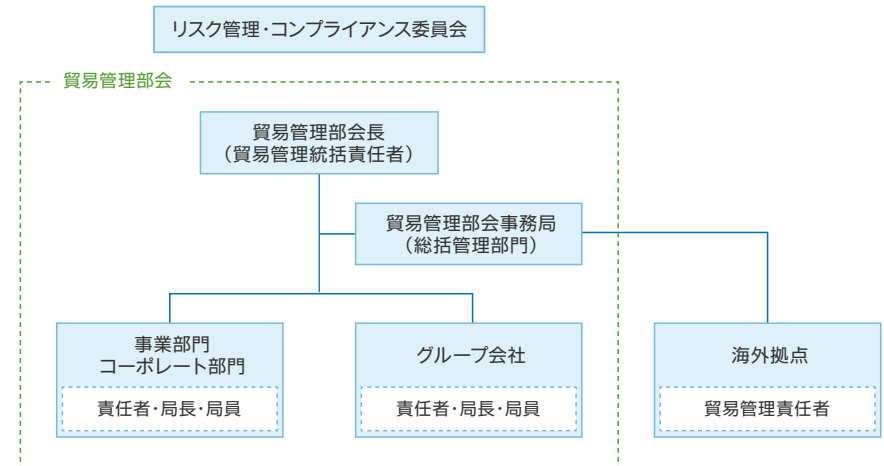 リスク管理・コンプライアンス委員会
貿易管理部会
貿易管理部会長
（貿易管理統括責任者）
貿易管理部会事務局
（総括管理部門）
事業部門
コーポレート部門
責任者・局長・局員
グループ会社
責任者・局長・局員
海外拠点
貿易管理責任者